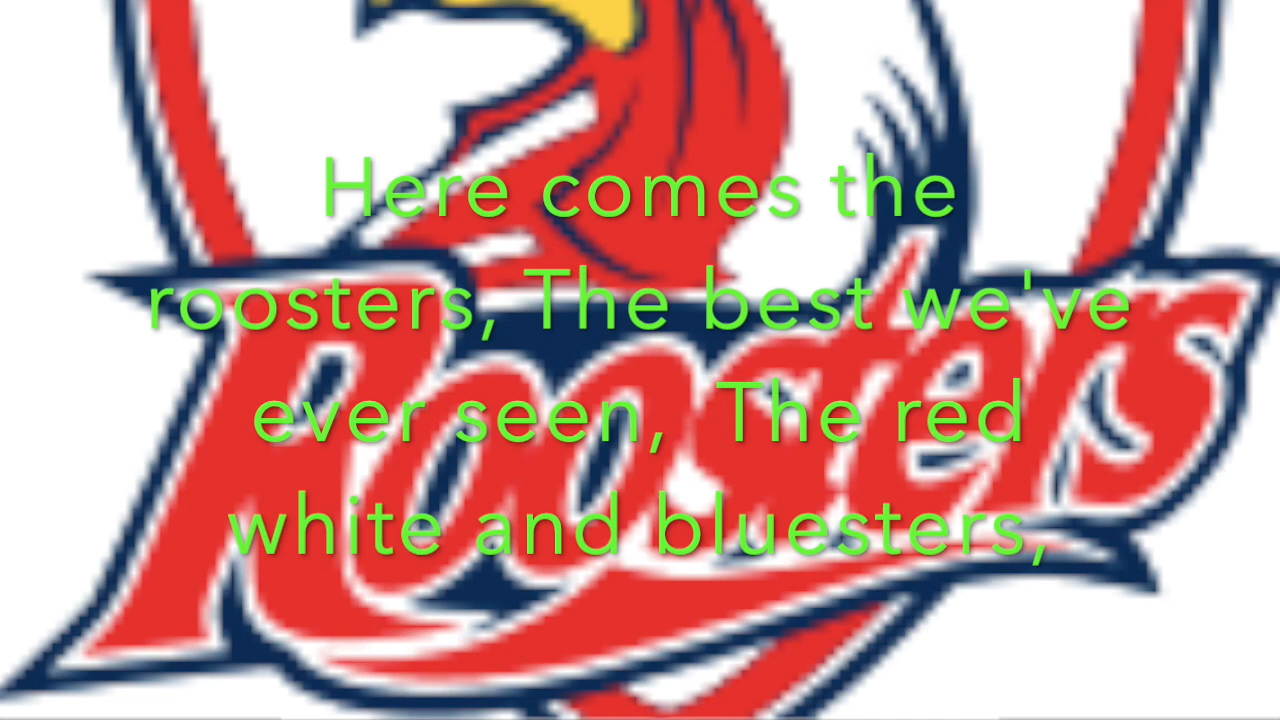 Here comes the
roosters, The best we've
ever seen, The red
white and bluesters,
Roosters